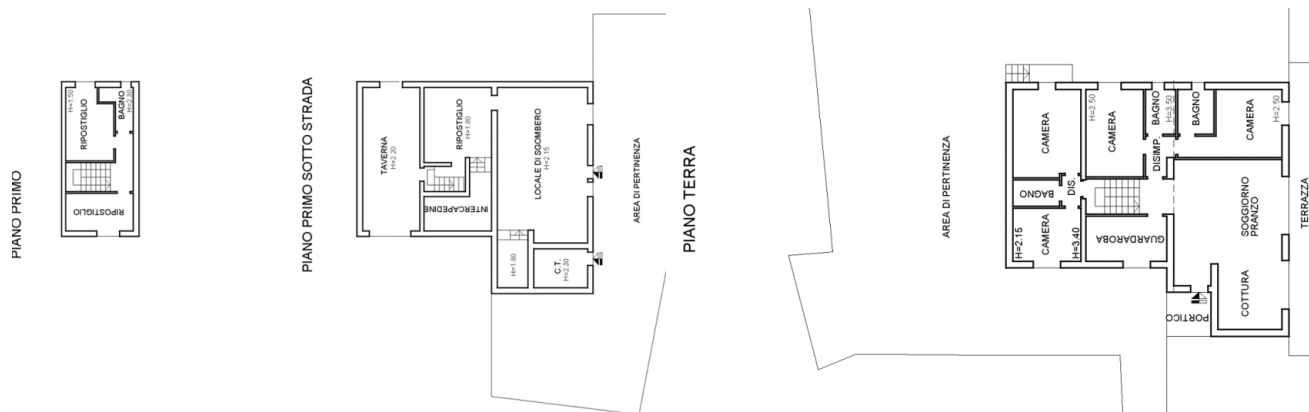 PIANO PRIMO
RIPOSTIGLIO
H=1.50
BAGNO
H=2.30
RIPOSTIGLIO
PIANO PRIMO SOTTO STRADA
TAVERNA
H=2.20
RIPOSTIGLIO
H=1.80
INTERCAPEDINE
LOCALE DI SGOMBERO
H=2.15
H=1.80
C.T.
H=2.30
AREA DI PERTINENZA
PIANO TERRA
AREA DI PERTINENZA
CAMERA
H=3.50
CAMERA
BAGNO
H=3.50
BAGNO
CAMERA
H=2.50
DISIMP.
BAGNO
DIS.
H=2.15
CAMERA
H=3.40
GUARDAROBA
SOGGIORNO
PRANZO
COTTURA
PORTICO
TERRAZZA